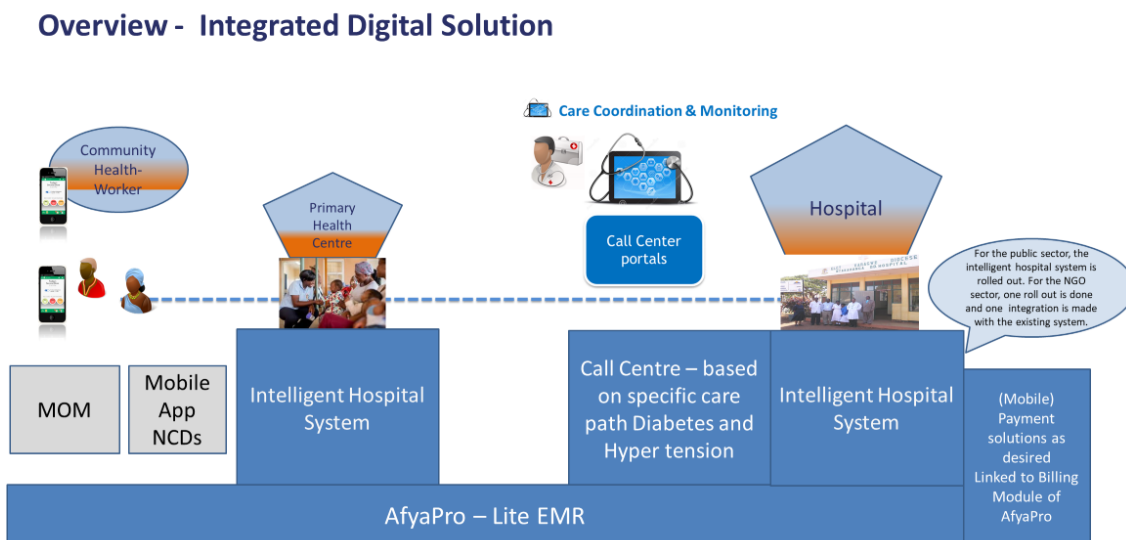 Overview - Integrated Digital Solution
Care Coordination & Monitoring
Community
Health-
Worker
Primary
Health
Centre
Call Center
portals
Hospital
For the public sector, the
intelligent hospital system is
rolled out. For the NGO
sector, one roll out is done
and one integration is made
with the existing system.
MOM
Mobile
App
NCDs
Intelligent Hospital
System
Call Centre – based
on specific care
path Diabetes and
Hyper tension
Intelligent Hospital
System
(Mobile)
Payment
solutions as
desired
Linked to Billing
Module of
AfyaPro
AfyaPro – Lite EMR